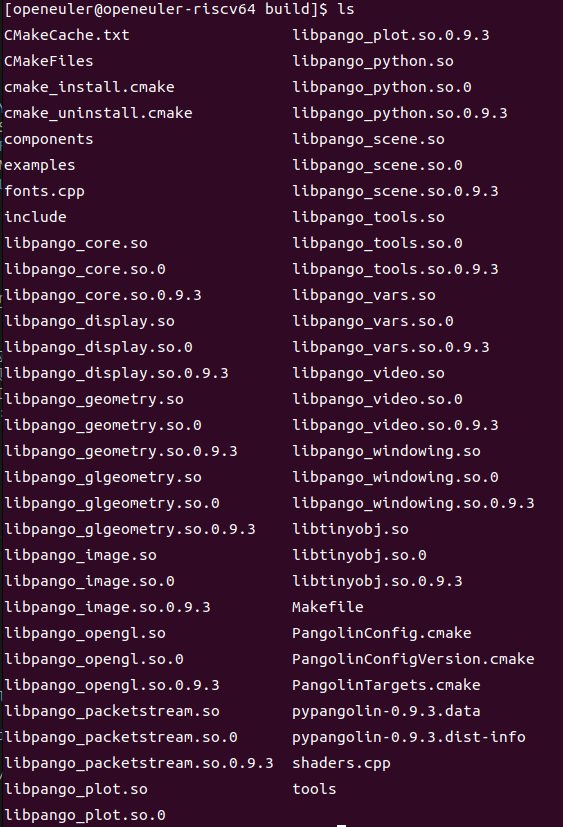 [openeuler@openeuler-riscv64 build]$ ls
CMakeCache.txt libpango_plot.so.0.9.3
CMakeFiles libpango_python.so
cmake_install.cmake libpango_python.so.0
cmake_uninstall.cmake libpango_python.so.0.9.3
components libpango_scene.so
examples libpango_scene.so.0
fonts.cpp libpango_scene.so.0.9.3
include libpango_tools.so
libpango_core.so libpango_tools.so.0
libpango_core.so.0 libpango_tools.so.0.9.3
libpango_core.so.0.9.3 libpango_vars.so
libpango_display.so libpango_vars.so.0
libpango_display.so.0 libpango_vars.so.0.9.3
libpango_display.so.0.9.3 libpango_video.so
libpango_geometry.so libpango_video.so.0
libpango_geometry.so.0 libpango_video.so.0.9.3
libpango_geometry.so.0.9.3 libpango_windowing.so
libpango_glgeometry.so libpango_windowing.so.0
libpango_glgeometry.so.0 libpango_windowing.so.0.9.3
libpango_glgeometry.so.0.9.3 libtinyobj.so
libpango_image.so libtinyobj.so.0
libpango_image.so.0 libtinyobj.so.0.9.3
libpango_image.so.0.9.3 Makefile
libpango_opengl.so PangolinConfig.cmake
libpango_opengl.so.0 PangolinConfigVersion.cmake
libpango_opengl.so.0.9.3 PangolinTargets.cmake
libpango_packetstream.so pypangolin-0.9.3.data
libpango_packetstream.so.0 pypangolin-0.9.3.dist-info
libpango_packetstream.so.0.9.3 shaders.cpp
libpango_plot.so tools
libpango_plot.so.0